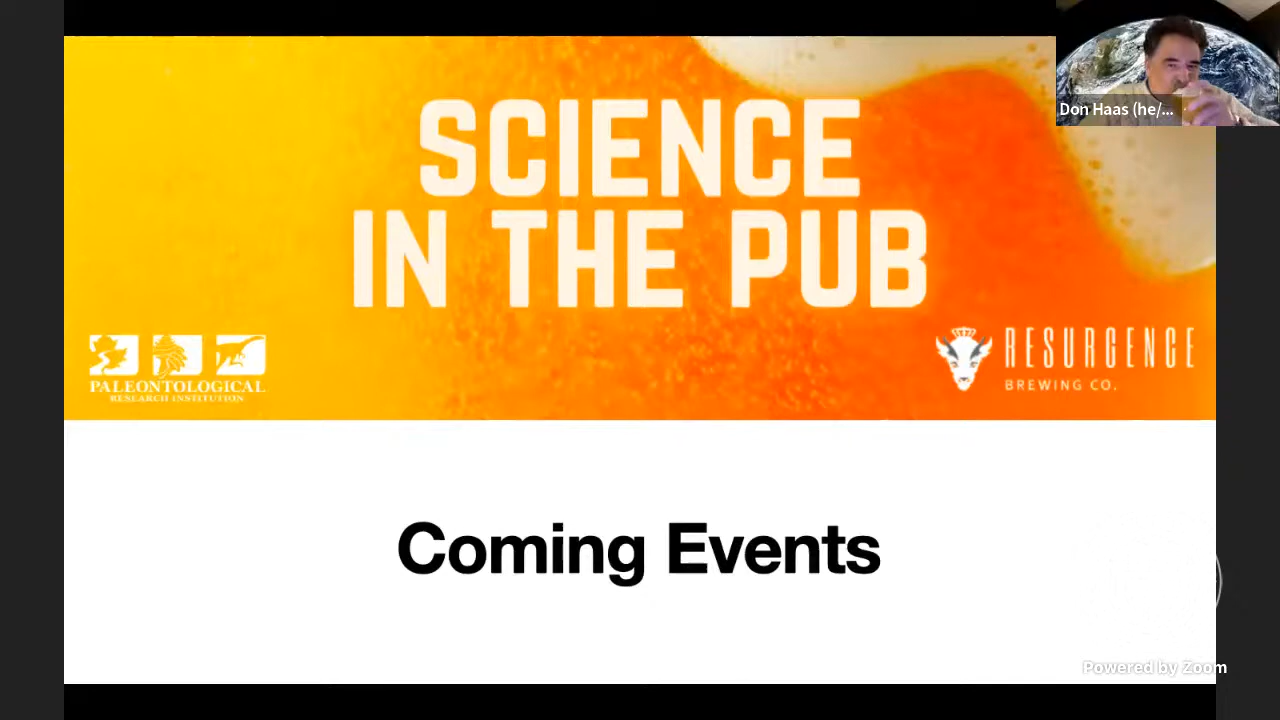 Don Haas (he/...
SCIENCE
IN THE PUB
PALEONTOLOGICAL
RESEARCH INSTITUTION
RESURGENCE
BREWING CO.
Coming Events
Powered by Zoom